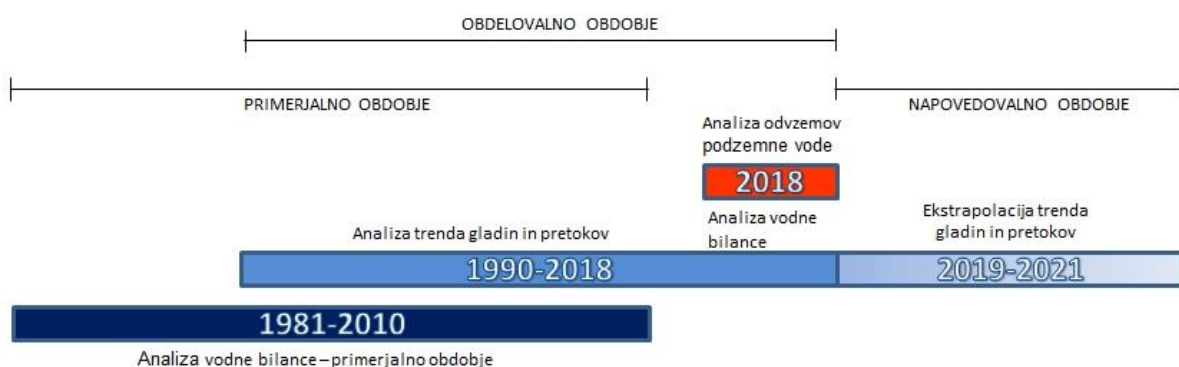 OBDELOVALNO OBDOBJE
PRIMERJALNO OBDOBJE
NAPOVEDOVALNO OBDOBJE
Analiza odvzemov
podzemne vode
2018
Analiza vodne
bilance
Analiza trenda gladin in pretokov
1990-2018
Ekstrapolacija trenda
gladin in pretokov
2019-2021
1981-2010
Analiza vodne bilance – primerjalno obdobje